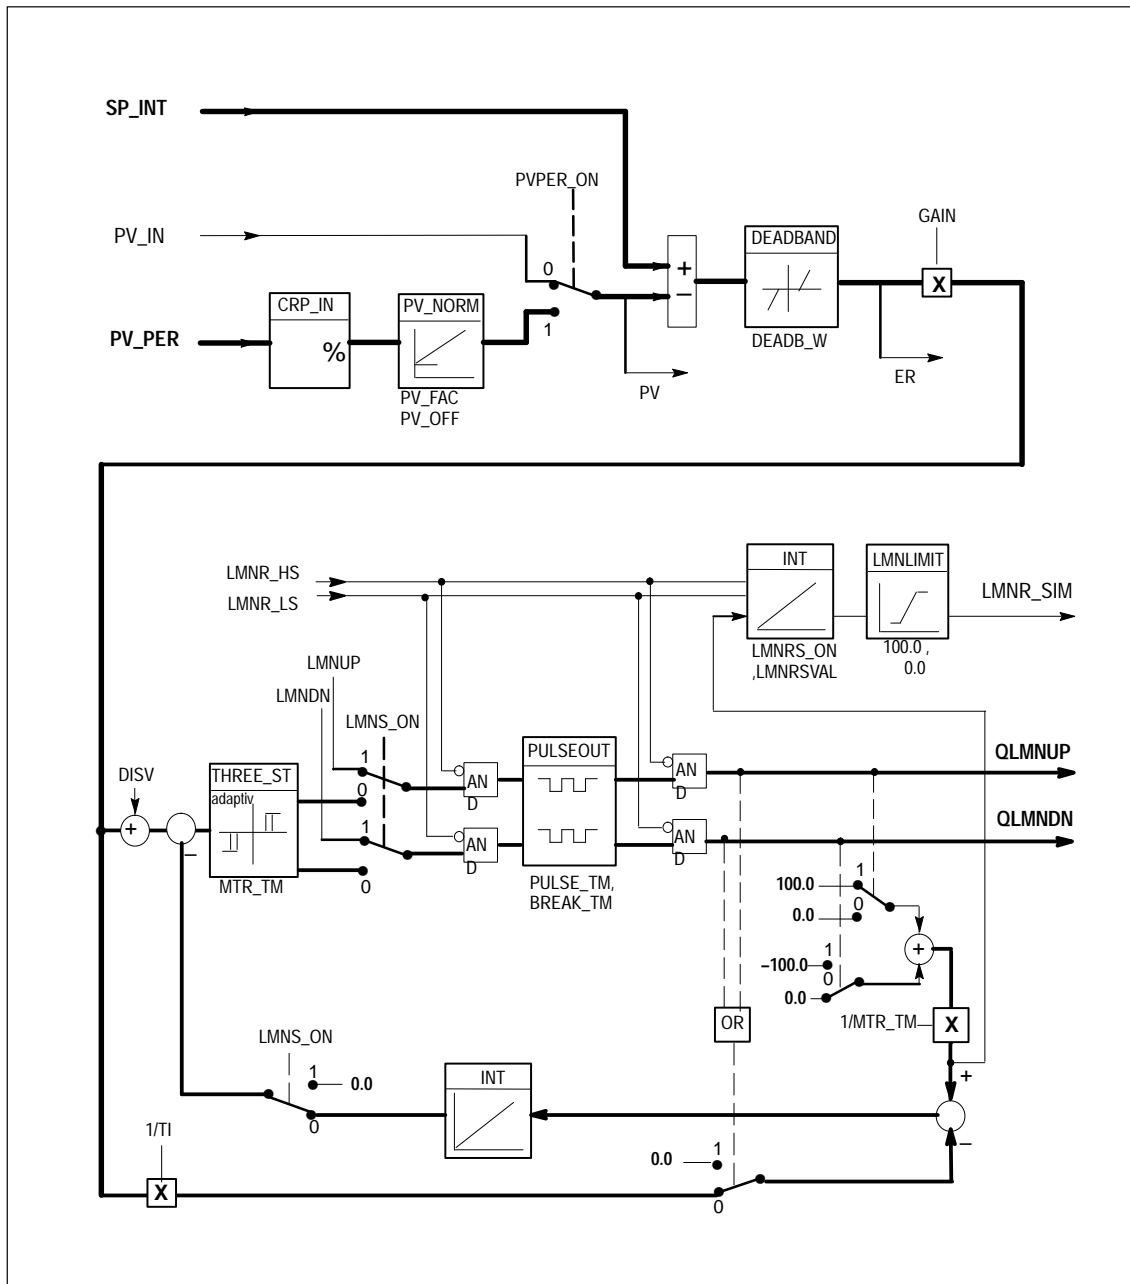 SP_INT
PVPER_ON
GAIN
PV_IN
DEADBAND
0
+
−
X
CRP_IN
PV_NORM
1
PV_PER
%
DEADB_W
ER
PV
PV_FAC
PV_OFF
INT
LMNLIMIT
LMNR_HS
LMNR_LS
LMNR_SIM
LMNRS_ON
,LMNRSVAL
100.0 ,
0.0
LMNUP
LMNDN
LMNS_ON
PULSEOUT
QLMNUP
1
AN
D
AN
D
DISV
THREE_ST
adaptiv
0
+
1
QLMNDN
−
AN
D
AN
D
MTR_TM
0
PULSE_TM,
BREAK_TM
1
100.0
0
0.0
+
1
−100.0
0
0.0
OR
1/MTR_TM
X
LMNS_ON
1
0.0
INT
+
0
−
1/TI
1
0.0
X
0